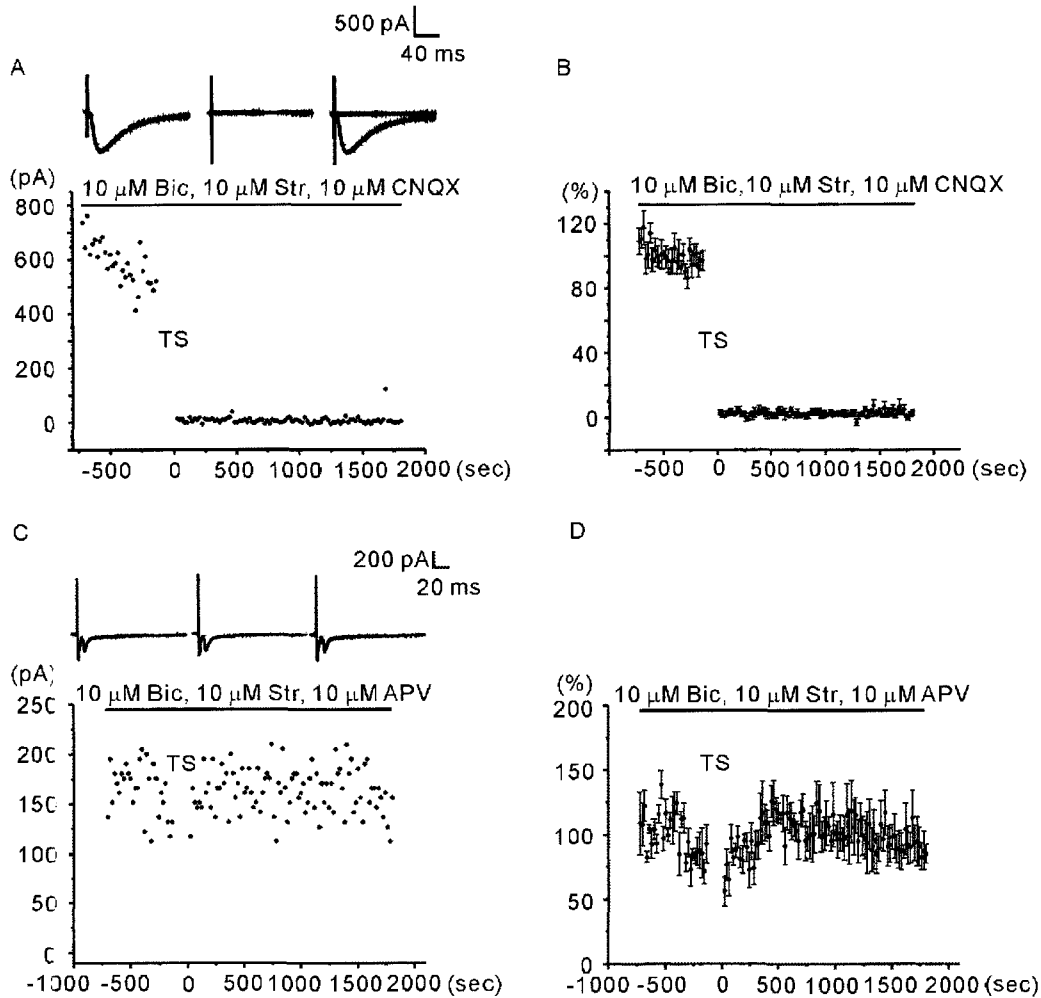 500 pA
40 ms
A
B
(pA)
10 μM Bic, 10 μM Str, 10 μM CNQX
800
600
400
200
0
TS
-500 0 500 1000 1500 2000 (sec)
(%)
10 μM Bic,10 μM Str, 10 μM CNQX
120
80
40
0
TS
-500 0 500 1000 1500 2000 (sec)
C
D
200 pA
20 ms
(pA)
10 μM Bic, 10 μM Str, 10 μM APV
250
200
150
100
50
0
TS
-1000 -500 0 500 1000 1500 2000 (sec)
(%)
10 μM Bic, 10 μM Str, 10 μM APV
200
150
100
50
0
TS
-1000 -500 0 500 1000 1500 2000 (sec)